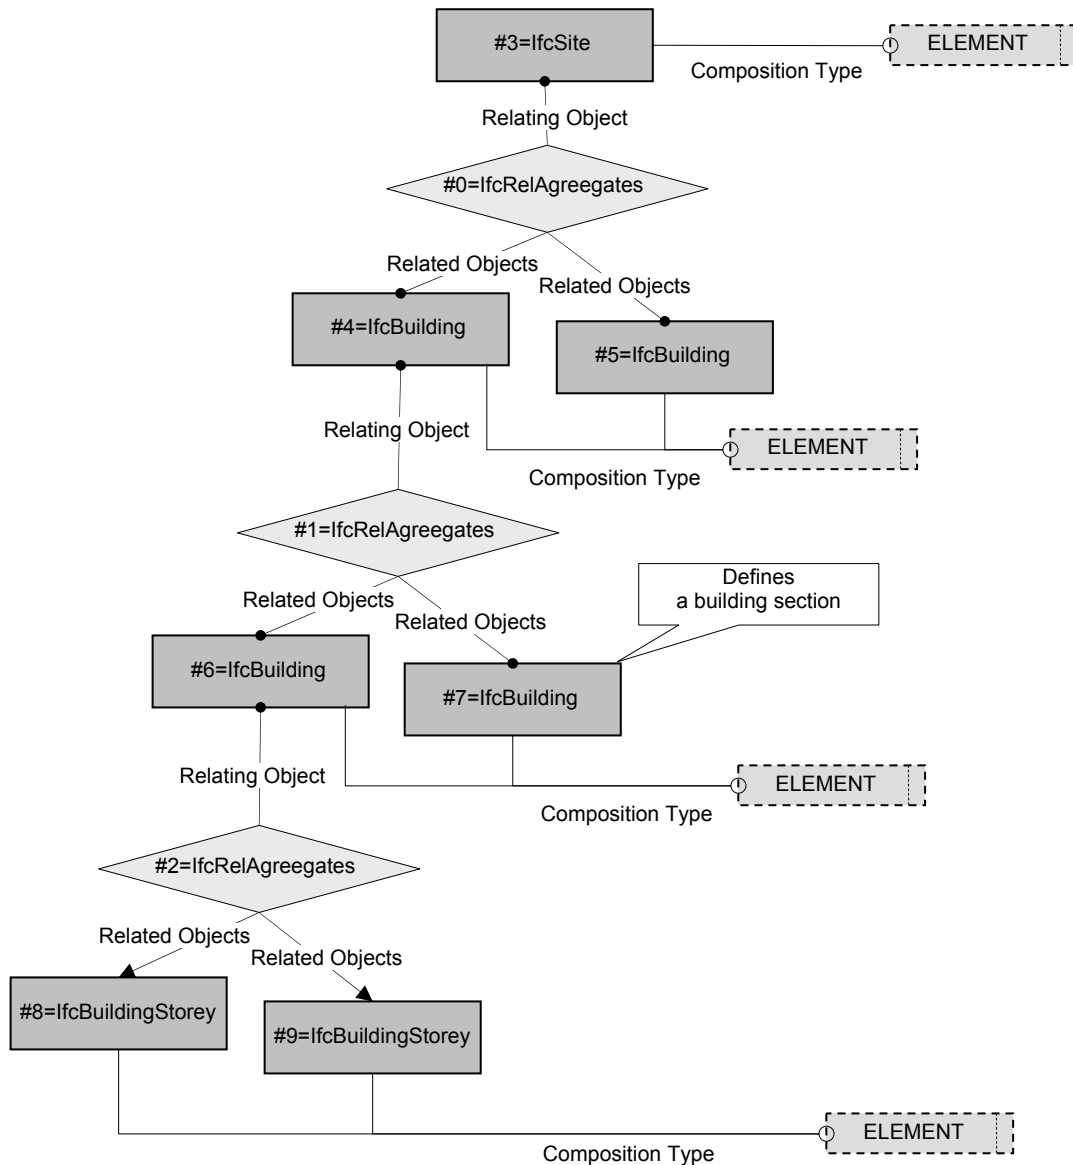 #3=IfcSite
ELEMENT
Composition Type
Relating Object
#0=IfcRelAgreegates
Related Objects
Related Objects
#4=IfcBuilding
#5=IfcBuilding
Relating Object
ELEMENT
Composition Type
#1=IfcRelAgreegates
Defines
a building section
Related Objects
Related Objects
#6=IfcBuilding
#7=IfcBuilding
Relating Object
ELEMENT
Composition Type
#2=IfcRelAgreegates
Related Objects
Related Objects
#8=IfcBuildingStorey
#9=IfcBuildingStorey
ELEMENT
Composition Type